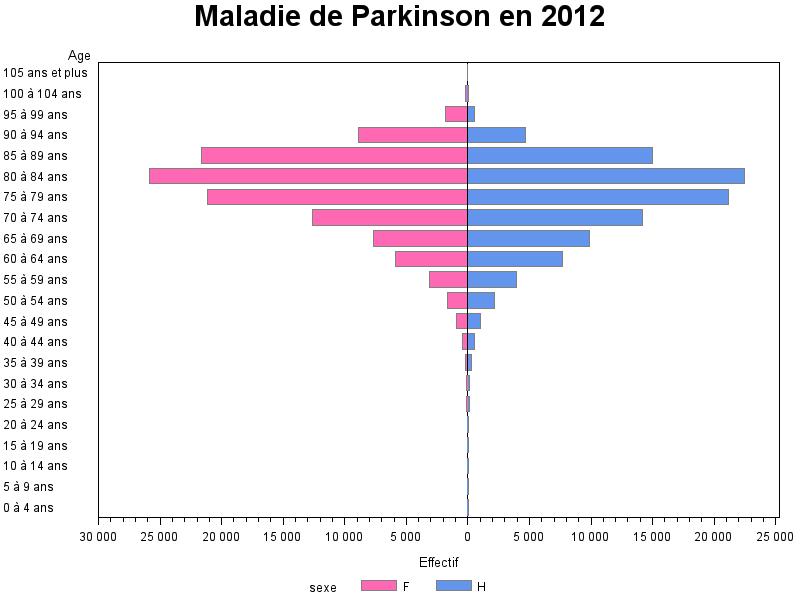 Maladie de Parkinson en 2012
Age
105 ans et plus
100 à 104 ans
95 à 99 ans
90 à 94 ans
85 à 89 ans
80 à 84 ans
75 à 79 ans
70 à 74 ans
65 à 69 ans
60 à 64 ans
55 à 59 ans
50 à 54 ans
45 à 49 ans
40 à 44 ans
35 à 39 ans
30 à 34 ans
25 à 29 ans
20 à 24 ans
15 à 19 ans
10 à 14 ans
5 à 9 ans
0 à 4 ans
30 000 25 000 20 000 15 000 10 000 5 000 0 5 000 10 000 15 000 20 000 25 000
Effectif
sexe F H